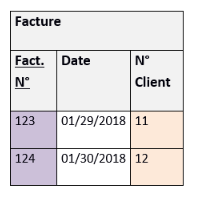 Facture
Fact. N° Date N° Client
123 01/29/2018 11
124 01/30/2018 12